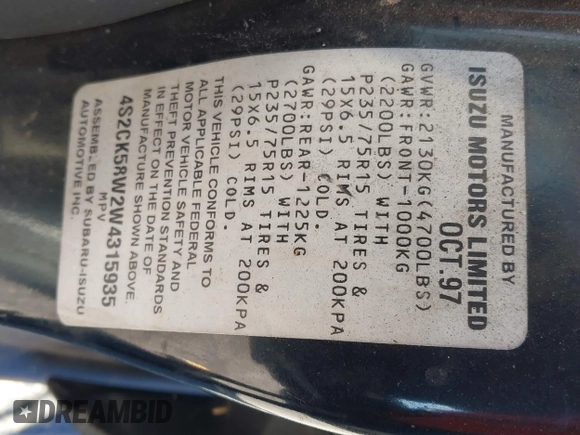 MANUFACTURED BY
ISUZU MOTORS LIMITED
OCT.97
GVWR:2130KG(4700LBS)
GAWR:FRONT-1000KG
(2200LBS) WITH
P235/75R15 TIRES &
15X6.5 RIMS AT 200KPA
(29PSI) COLD.
GAWR:REAR-1225KG
(2700LBS) WITH
P235/75R15 TIRES &
15X6.5 RIMS AT 200KPA
(29PSI) COLD.
THIS VEHICLE CONFORMS TO
ALL APPLICABLE FEDERAL
MOTOR VEHICLE SAFETY AND
THEFT PREVENTION STANDARDS
IN EFFECT ON THE DATE OF
MANUFACTURE SHOWN ABOVE.
4S2CK58W2W4315935
MPV
ASSEMBLED BY SUBARU-ISUZU
AUTOMOTIVE INC.
DREAMBID